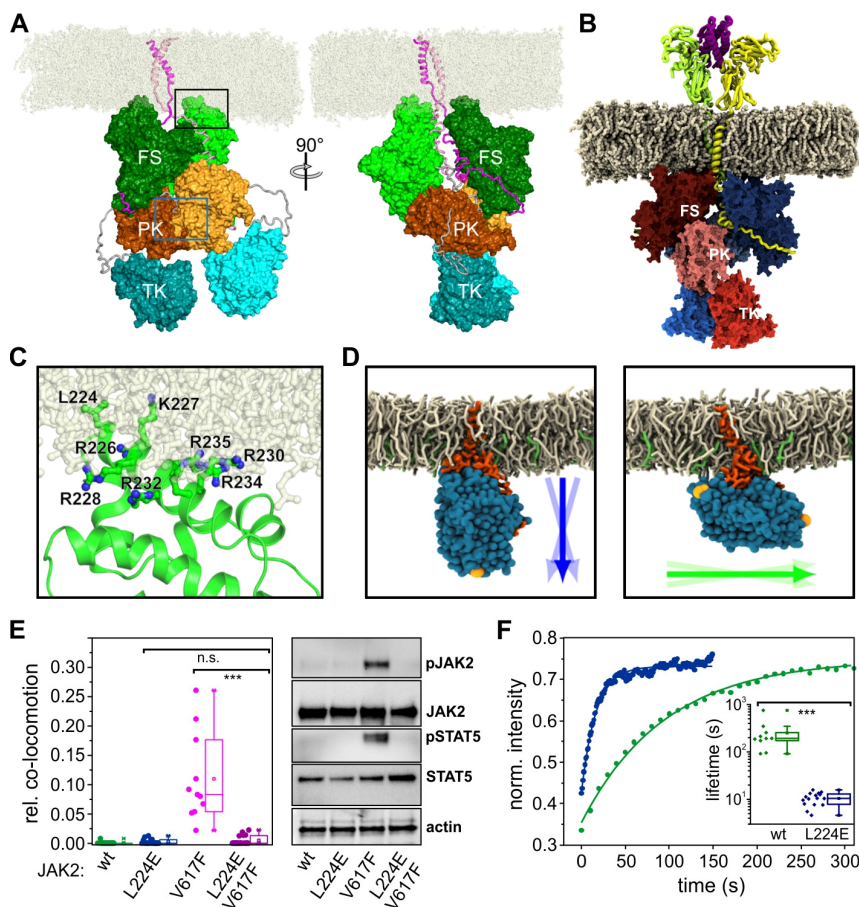 A
B
FS
PK
TK
90°
FS
PK
TK
FS
PK
TK
C
D
L224
K227
R226
R235
R230
R228
R232
R234
E
F
rel. co-locomotion
0.30
0.25
0.20
0.15
0.10
0.05
0.00
n.s.
***
JAK2:
wt
L224E
V617F
L224E
V617F
pJAK2
JAK2
pSTAT5
STAT5
actin
wt
L224E
V617F
L224E
V617F
norm. intensity
0.8
0.7
0.6
0.5
0.4
0.3
0 50 100 150 200 250 300
time (s)
lifetime (s)
10³
10²
10¹
***
wt L224E